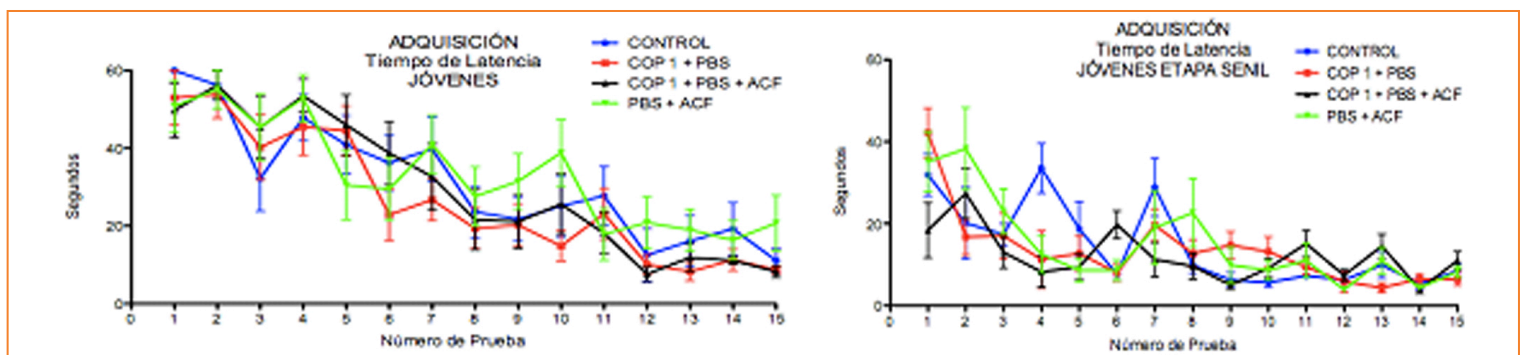 ADQUISICIÓN
Tiempo de Latencia
JÓVENES
CONTROL
COP 1 + PBS
COP 1 + PBS + ACF
PBS + ACF
60
40
20
0
Segundos
0 1 2 3 4 5 6 7 8 9 10 11 12 13 14 15
Número de Prueba
ADQUISICIÓN
Tiempo de Latencia
JÓVENES ETAPA SENIL
CONTROL
COP 1 + PBS
COP 1 + PBS + ACF
PBS + ACF
60
40
20
0
Segundos
0 1 2 3 4 5 6 7 8 9 10 11 12 13 14 15
Número de Prueba